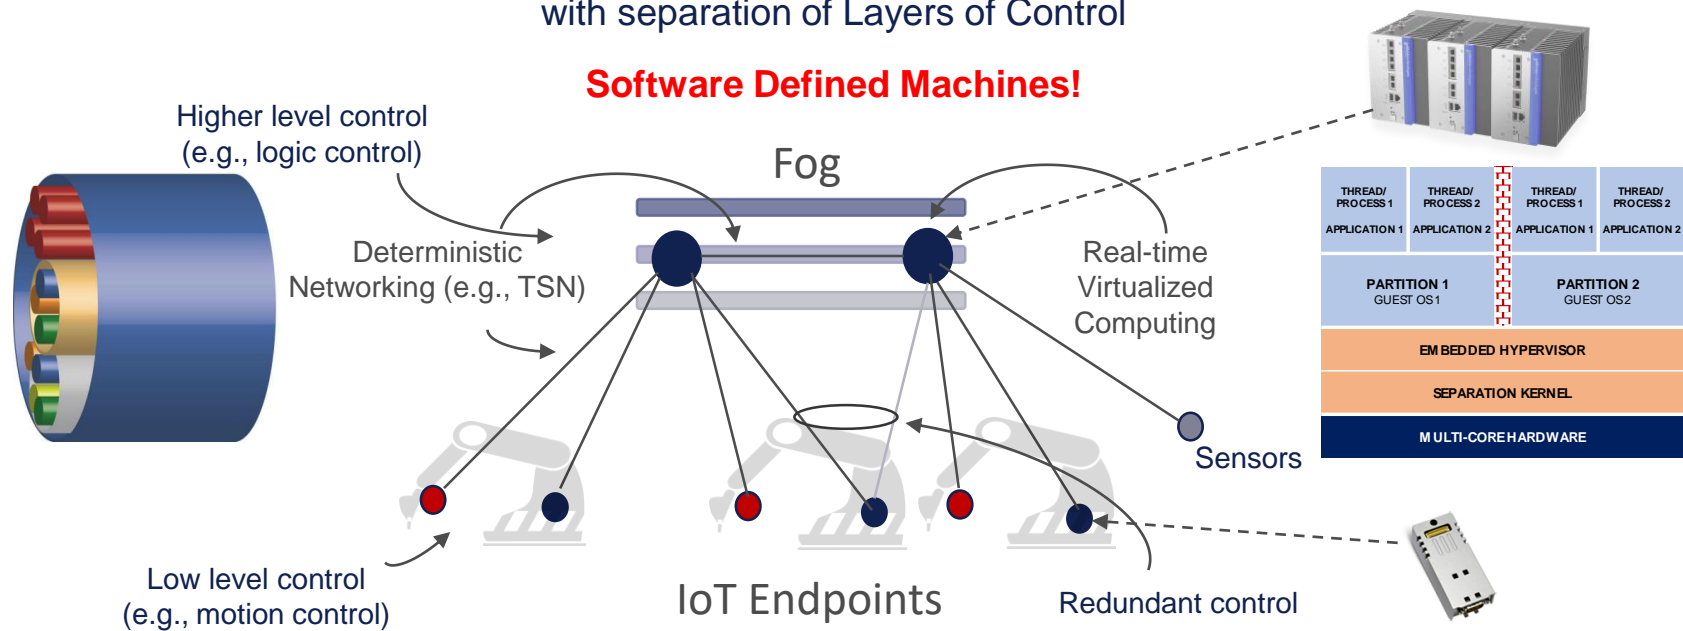 with separation of Layers of Control
Software Defined Machines!
Higher level control
(e.g., logic control)
Fog
Deterministic
Networking (e.g., TSN)
Real-time
Virtualized
Computing
Sensors
Low level control
(e.g., motion control)
IoT Endpoints
Redundant control
THREAD/
PROCESS 1
APPLICATION 1
THREAD/
PROCESS 2
APPLICATION 2
THREAD/
PROCESS 1
APPLICATION 1
THREAD/
PROCESS 2
APPLICATION 2
PARTITION 1
GUEST OS1
PARTITION 2
GUEST OS2
EMBEDDED HYPERVISOR
SEPARATION KERNEL
MULTI-CORE HARDWARE